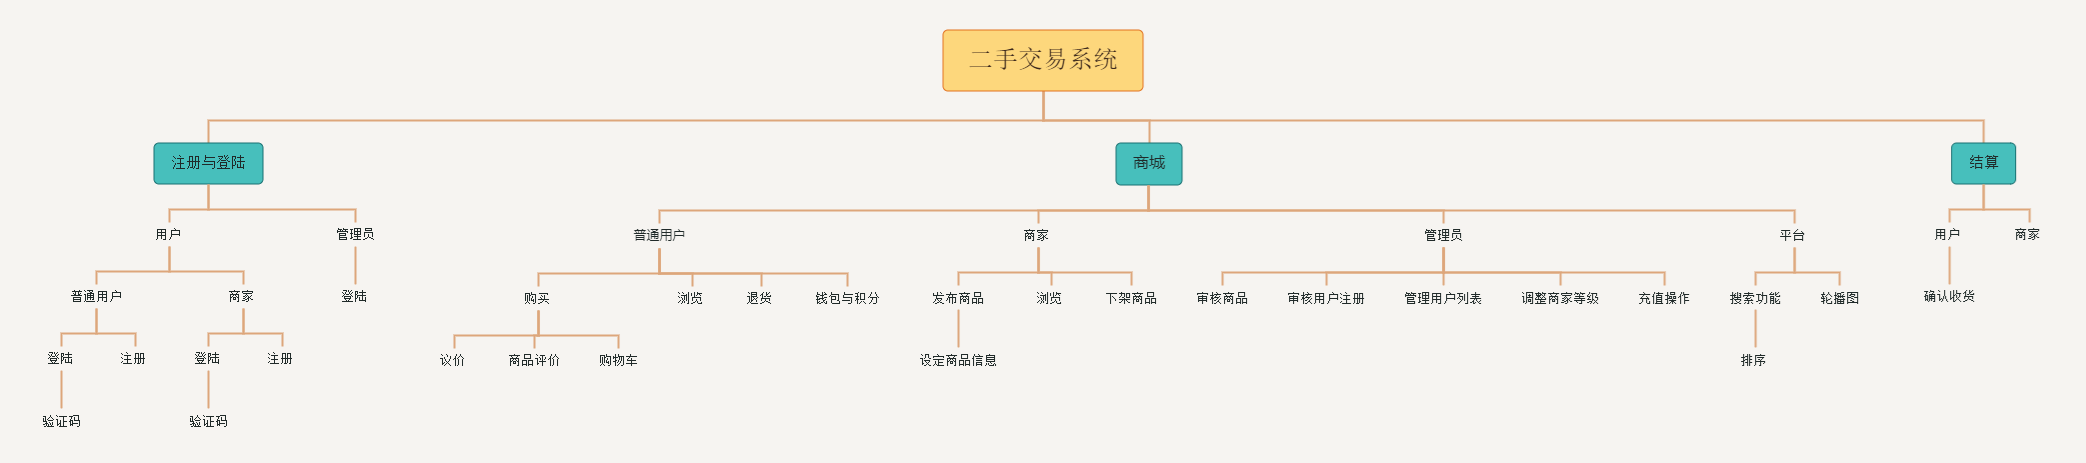 二手交易系统
注册与登陆
商城
结算
用户
管理员
普通用户
商家
管理员
平台
用户
商家
普通用户
商家
登陆
购买
浏览
退货
钱包与积分
发布商品
浏览
下架商品
审核商品
审核用户注册
管理用户列表
调整商家等级
充值操作
搜索功能
轮播图
确认收货
登陆
注册
登陆
注册
议价
商品评价
购物车
设定商品信息
排序
验证码
验证码